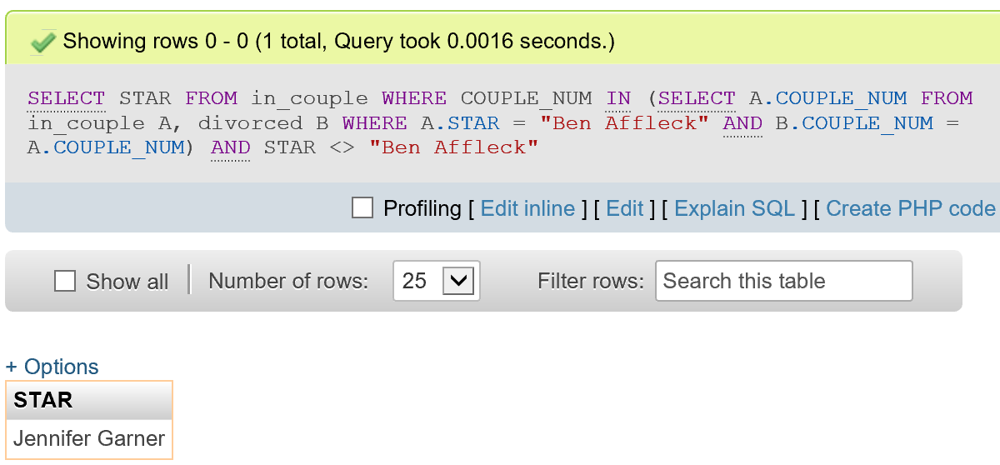 Showing rows 0 - 0 (1 total, Query took 0.0016 seconds.)
SELECT STAR FROM in_couple WHERE COUPLE_NUM IN (SELECT A.COUPLE_NUM FROM
in_couple A, divorced B WHERE A.STAR = "Ben Affleck" AND B.COUPLE_NUM =
A.COUPLE_NUM) AND STAR <> "Ben Affleck"
Profiling [ Edit inline ] [ Edit ] [ Explain SQL ] [ Create PHP code
Show all Number of rows: 25 Filter rows: Search this table
+ Options
STAR
Jennifer Garner